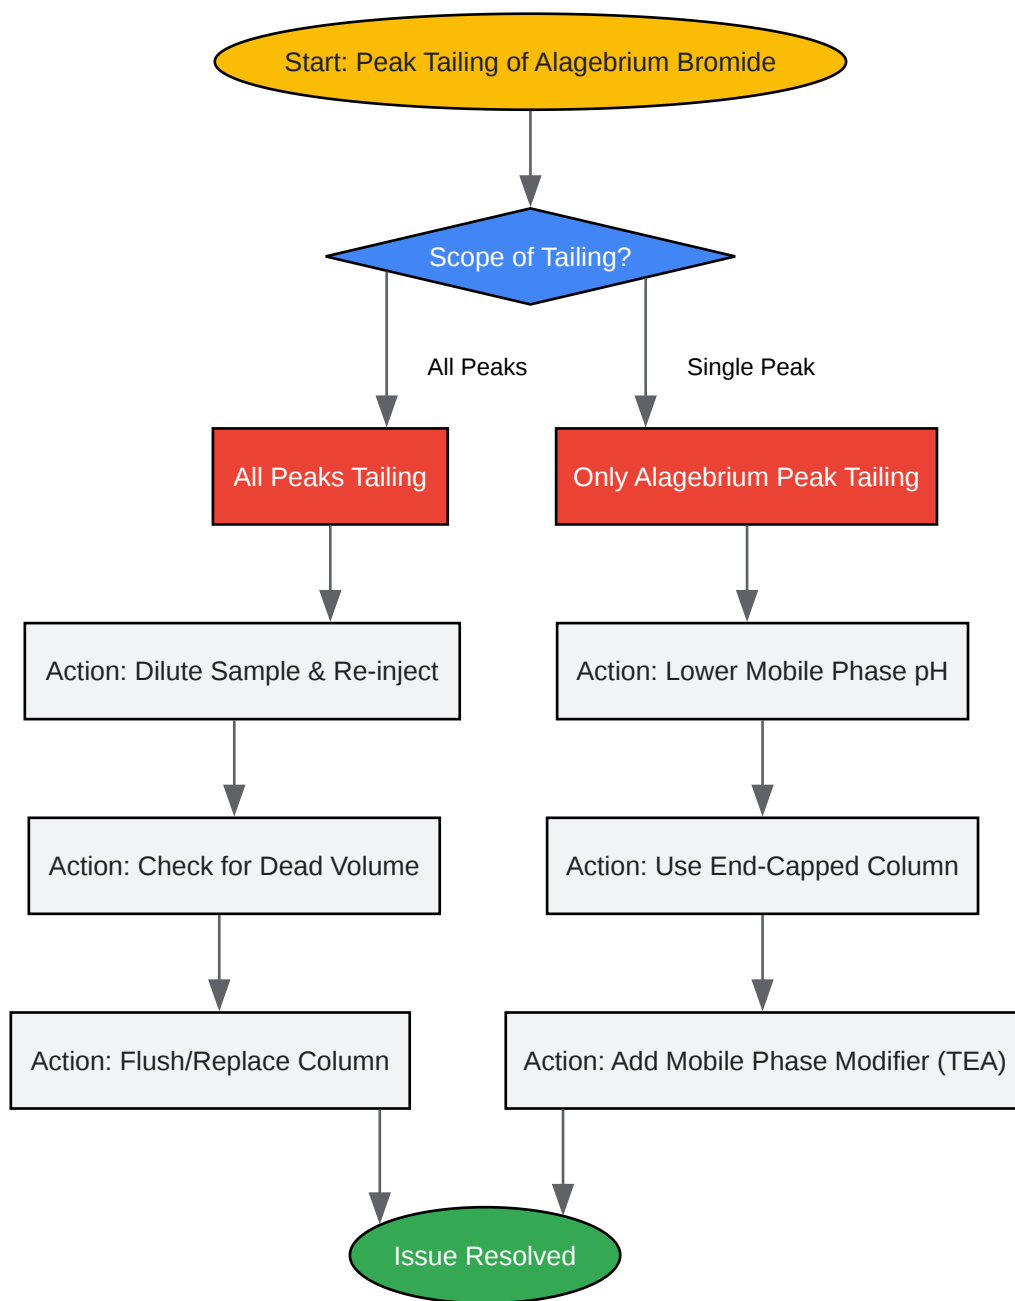 Start: Peak Tailing of Alagebrium Bromide
Scope of Tailing?
All Peaks
Single Peak
All Peaks Tailing
Only Alagebrium Peak Tailing
Action: Dilute Sample & Re-inject
Action: Lower Mobile Phase pH
Action: Check for Dead Volume
Action: Use End-Capped Column
Action: Flush/Replace Column
Action: Add Mobile Phase Modifier (TEA)
Issue Resolved